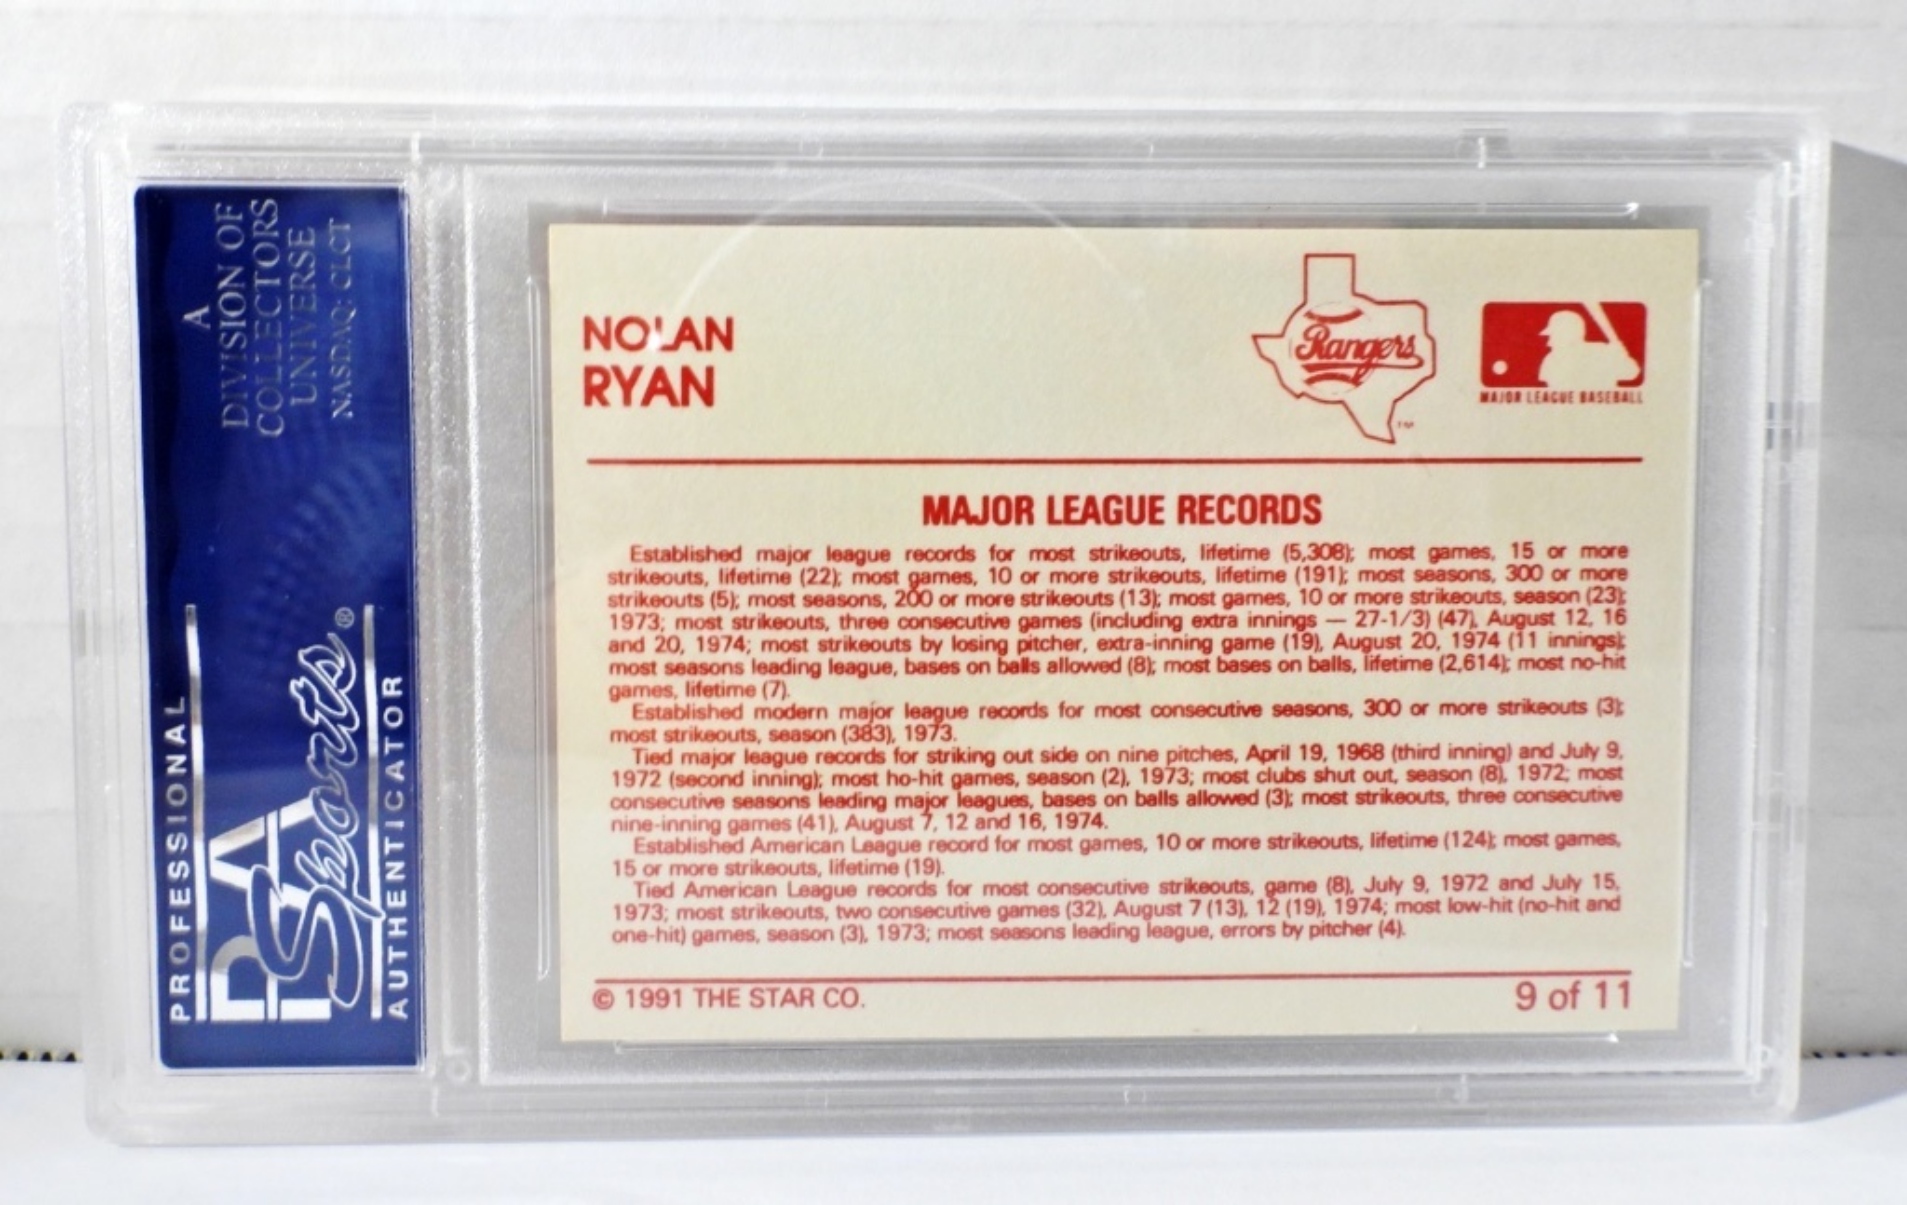 A
DIVISION OF
COLLECTORS
UNIVERSE
NASDAQ: CLCT
PROFESSIONAL
PSA
Sports®
AUTHENTICATOR
NOLAN
RYAN
Rangers
TM
MAJOR LEAGUE BASEBALL
MAJOR LEAGUE RECORDS
Established major league records for most strikeouts, lifetime (5,308); most games, 15 or more
strikeouts, lifetime (22); most games, 10 or more strikeouts, lifetime (191); most seasons, 300 or more
strikeouts (5); most seasons, 200 or more strikeouts (13); most games, 10 or more strikeouts, season (23);
1973; most strikeouts, three consecutive games (including extra innings — 27-1/3) (47), August 12, 16
and 20, 1974; most strikeouts by losing pitcher, extra-inning game (19), August 20, 1974 (11 innings);
most seasons leading league, bases on balls allowed (8); most bases on balls, lifetime (2,614); most no-hit
games, lifetime (7).
Established modern major league records for most consecutive seasons, 300 or more strikeouts (3);
most strikeouts, season (383), 1973.
Tied major league records for striking out side on nine pitches, April 19, 1968 (third inning) and July 9,
1972 (second inning); most ho-hit games, season (2), 1973; most clubs shut out, season (8), 1972; most
consecutive seasons leading major leagues, bases on balls allowed (3); most strikeouts, three consecutive
nine-inning games (41), August 7, 12 and 16, 1974.
Established American League record for most games, 10 or more strikeouts, lifetime (124); most games,
15 or more strikeouts, lifetime (19).
Tied American League records for most consecutive strikeouts, game (8), July 9, 1972 and July 15,
1973; most strikeouts, two consecutive games (32), August 7 (13), 12 (19), 1974; most low-hit (no-hit and
one-hit) games, season (3), 1973; most seasons leading league, errors by pitcher (4).
© 1991 THE STAR CO.
9 of 11